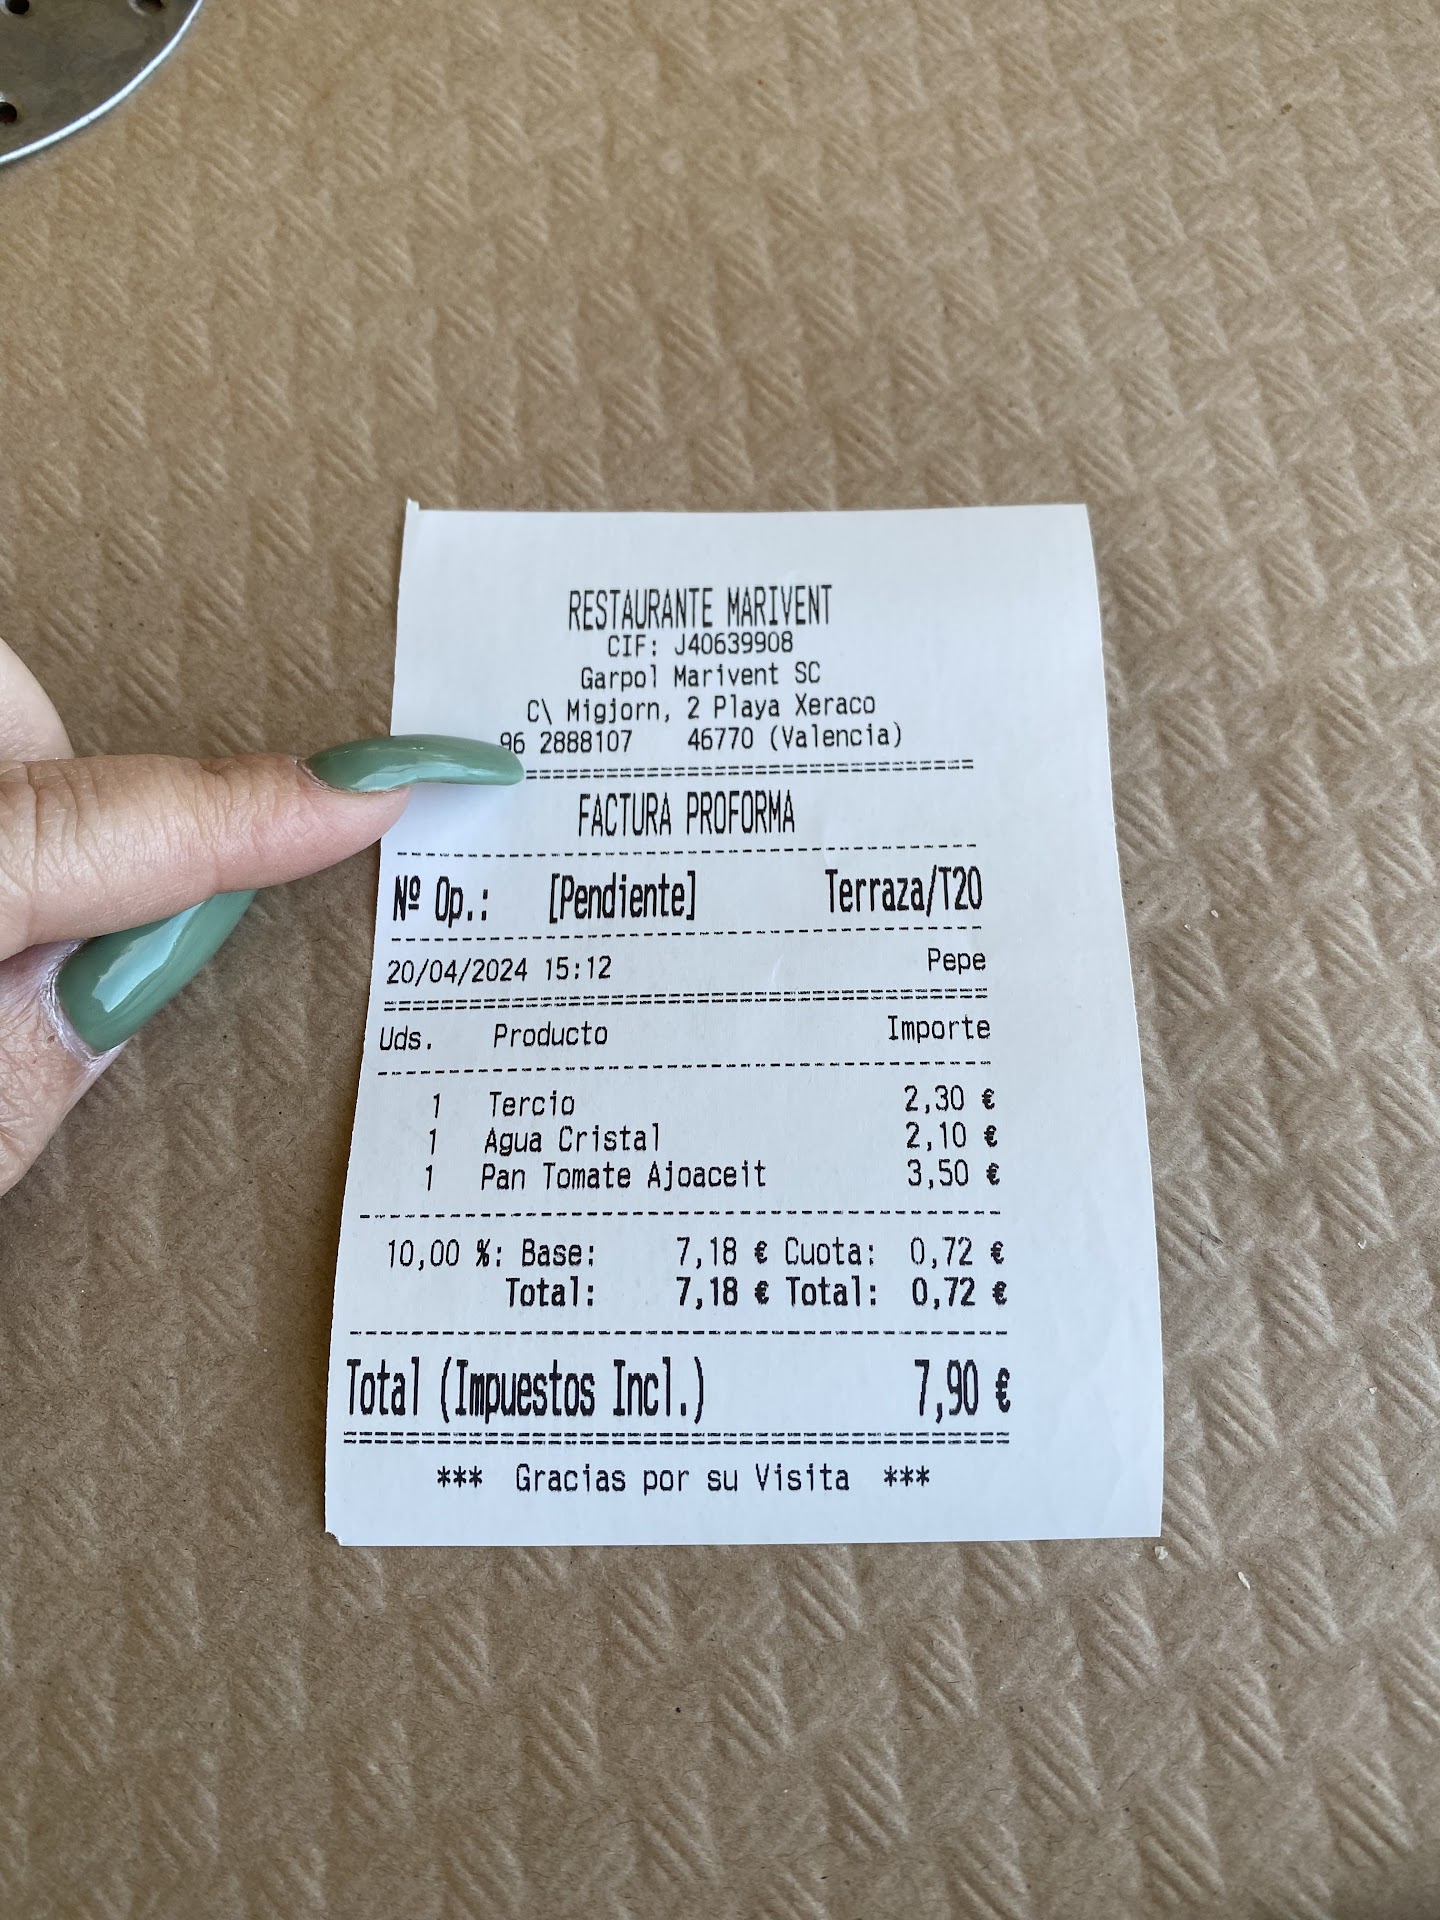 RESTAURANTE MARIVENT
CIF: J40639908
Garpol Marivent SC
C\ Migjorn, 2 Playa Xeraco
96 2888107 46770 (Valencia)
FACTURA PROFORMA
Nº Op.: [Pendiente] Terraza/T20
20/04/2024 15:12 Pepe
Uds. Producto Importe
1 Tercio 2,30 €
1 Agua Cristal 2,10 €
1 Pan Tomate Ajoaceit 3,50 €
10,00 %: Base: 7,18 € Cuota: 0,72 €
Total: 7,18 € Total: 0,72 €
Total (Impuestos Incl.) 7,90 €
*** Gracias por su Visita ***